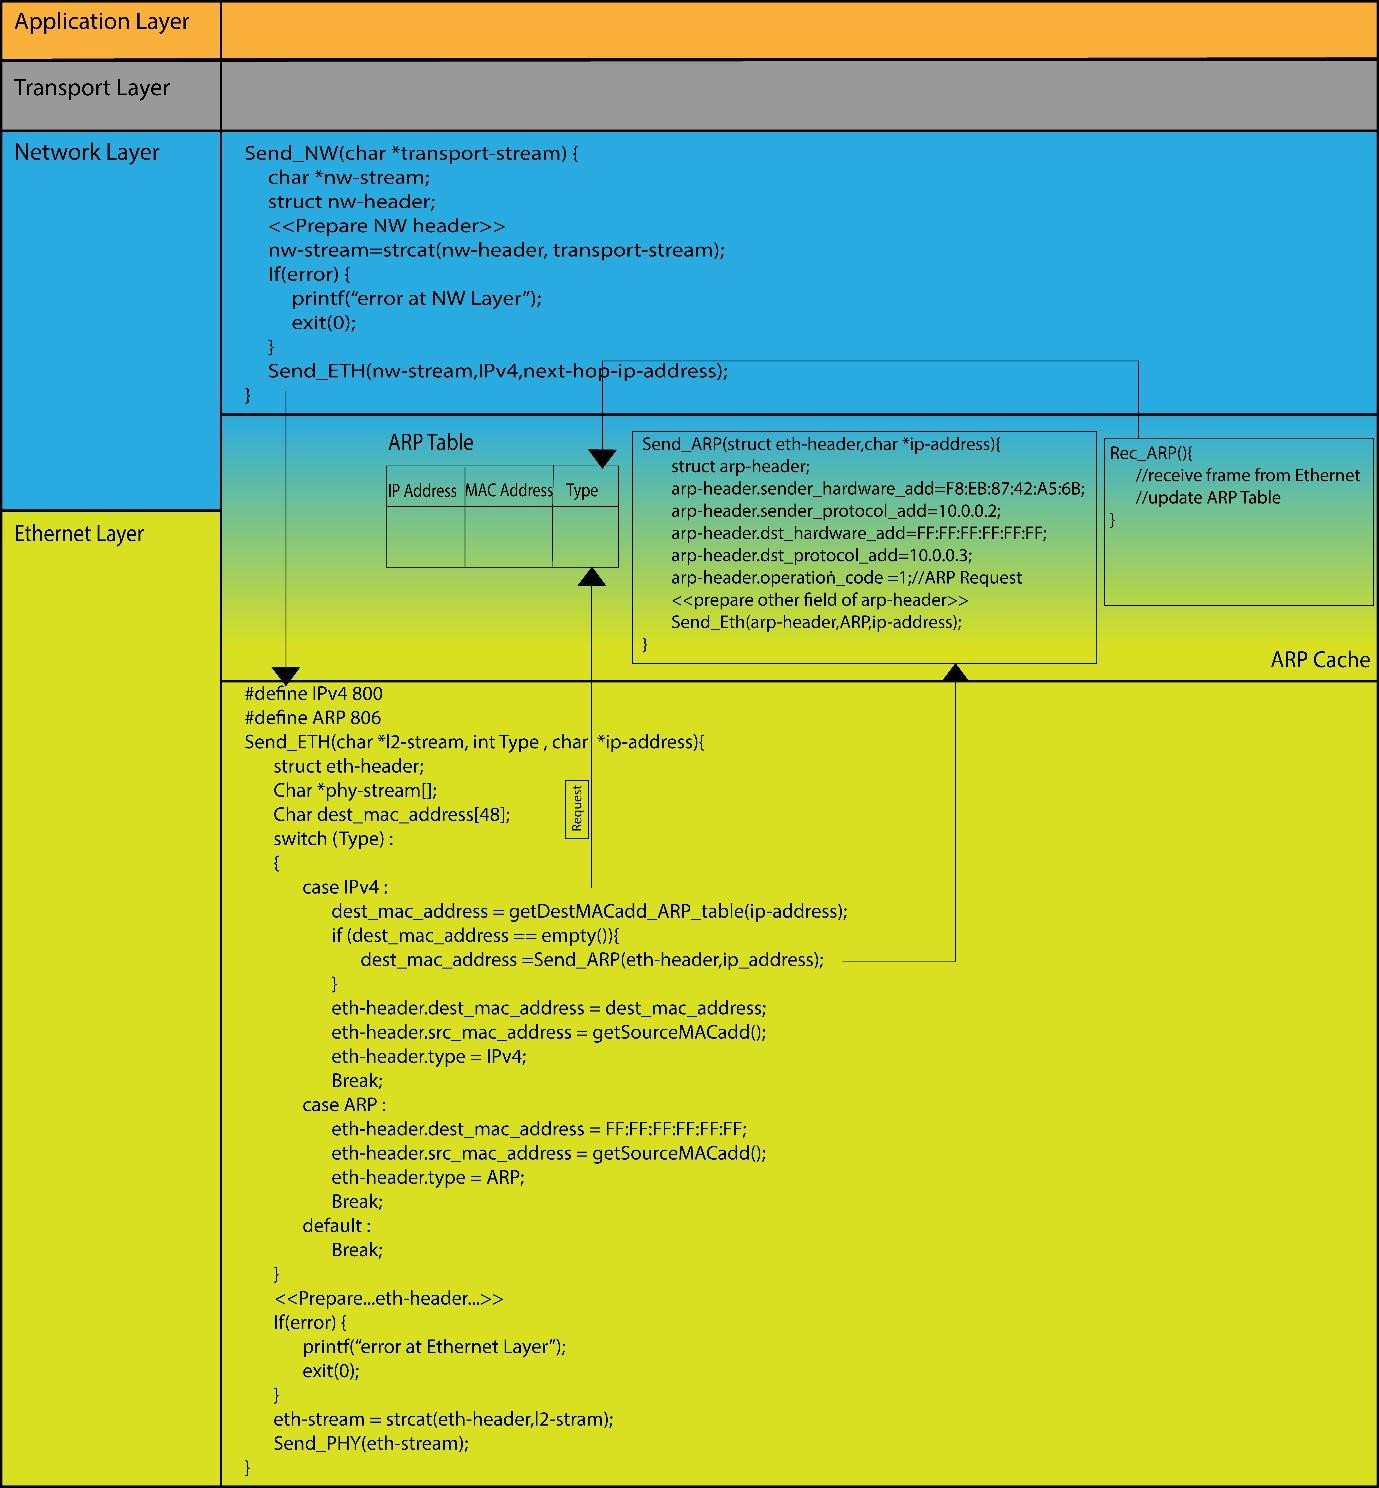 Application Layer
Transport Layer
Network Layer
Send_NW(char *transport-stream) {
char *nw-stream;
struct nw-header;
<<Prepare NW header>>
nw-stream=strcat(nw-header, transport-stream);
If(error) {
printf(“error at NW Layer”);
exit(0);
}
Send_ETH(nw-stream,IPv4,next-hop-ip-address);
}
ARP Table
IP Address MAC Address Type
Send_ARP(struct eth-header,char *ip-address){
struct arp-header;
arp-header.sender_hardware_add=F8:EB:87:42:A5:6B;
arp-header.sender_protocol_add=10.0.0.2;
arp-header.dst_hardware_add=FF:FF:FF:FF:FF:FF;
arp-header.dst_protocol_add=10.0.0.3;
arp-header.operation_code =1;//ARP Request
<<prepare other field of arp-header>>
Send_Eth(arp-header,ARP,ip-address);
}
Rec_ARP(){
//receive frame from Ethernet
//update ARP Table
}
ARP Cache
Ethernet Layer
#define IPv4 800
#define ARP 806
Send_ETH(char *l2-stream, int Type , char *ip-address){
struct eth-header;
Char *phy-stream[];
Char dest_mac_address[48];
switch (Type) :
{
Request
case IPv4 :
dest_mac_address = getDestMACadd_ARP_table(ip-address);
if (dest_mac_address == empty()){
dest_mac_address =Send_ARP(eth-header,ip_address);
}
eth-header.dest_mac_address = dest_mac_address;
eth-header.src_mac_address = getSourceMACadd();
eth-header.type = IPv4;
Break;
case ARP :
eth-header.dest_mac_address = FF:FF:FF:FF:FF:FF;
eth-header.src_mac_address = getSourceMACadd();
eth-header.type = ARP;
Break;
default :
Break;
}
<<Prepare...eth-header...>>
If(error) {
printf(“error at Ethernet Layer”);
exit(0);
}
eth-stream = strcat(eth-header,l2-stram);
Send_PHY(eth-stream);
}